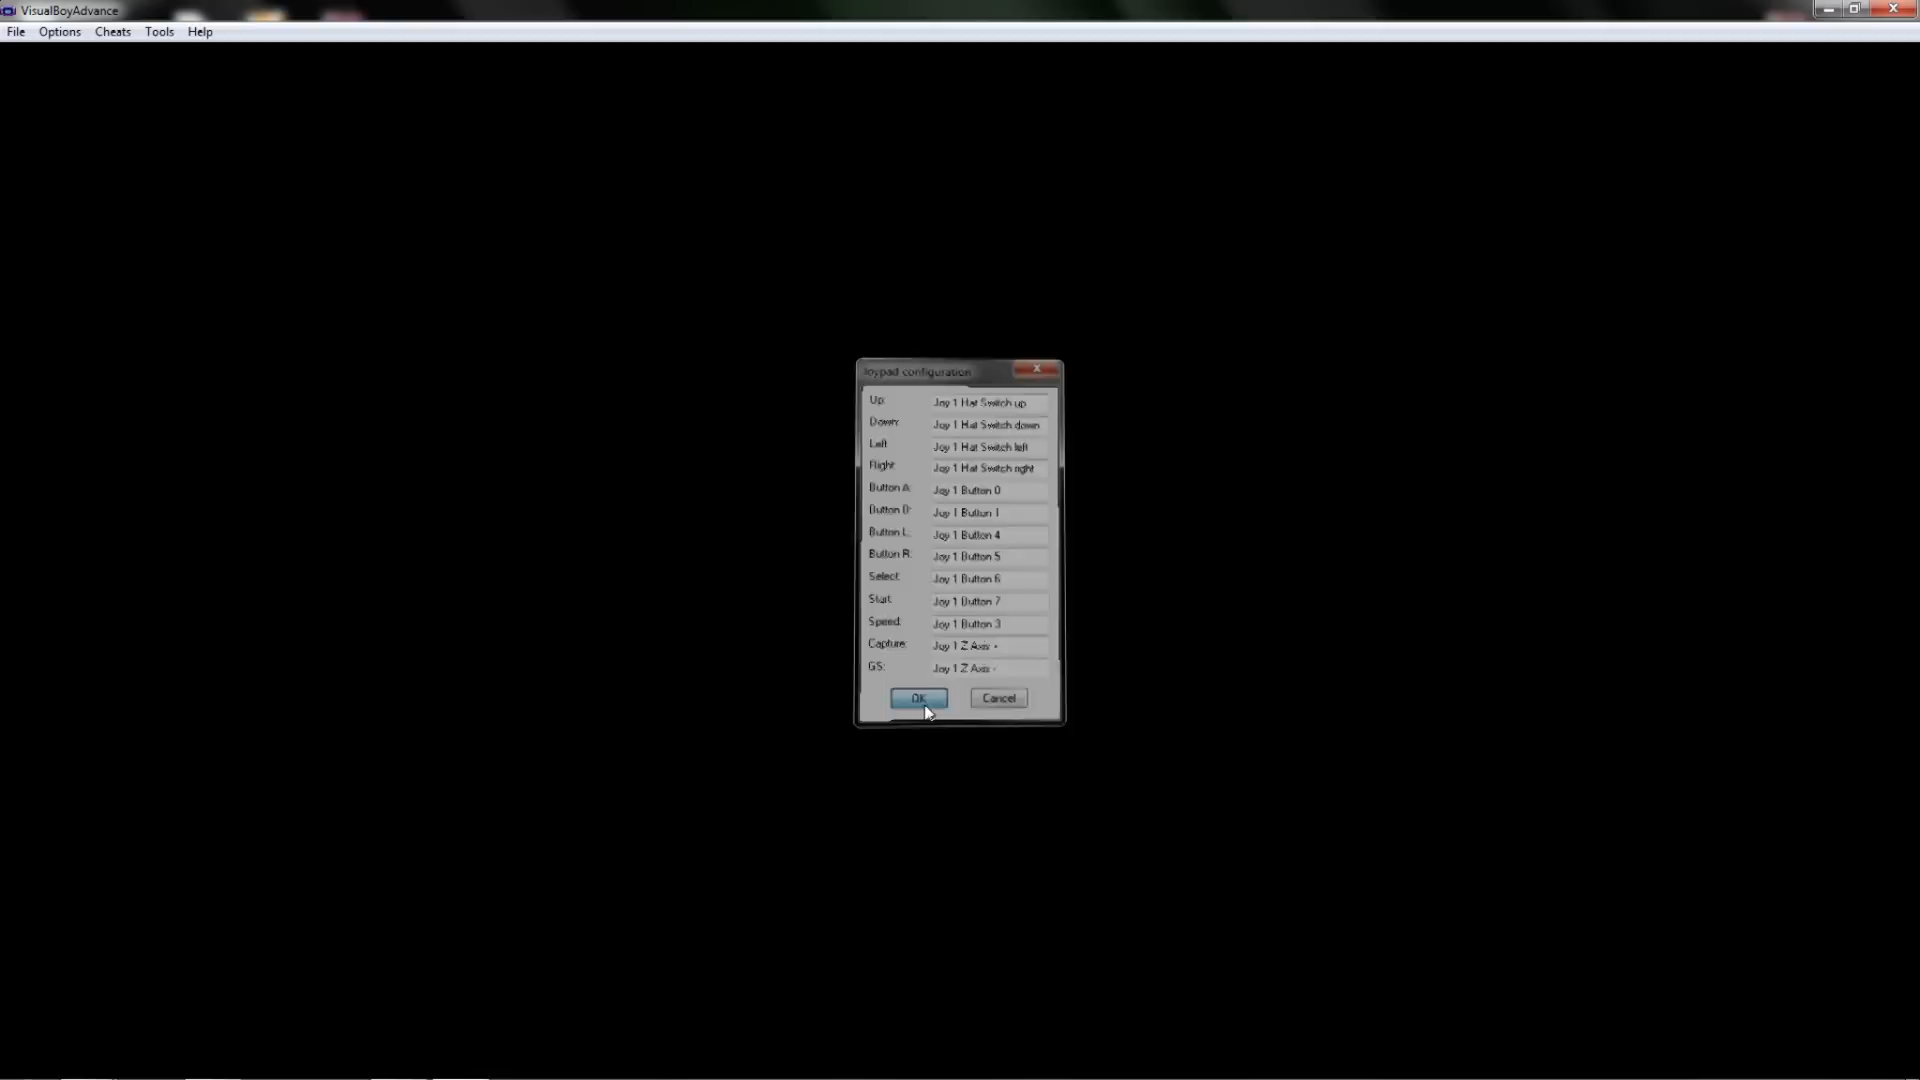 VisualBoyAdvance
File Options Cheats Tools Help
Joypad configuration
Up: Joy 1 Hat Switch up
Down: Joy 1 Hat Switch down
Left Joy 1 Hat Switch left
Right Joy 1 Hat Switch right
Button A: Joy 1 Button 0
Button B: Joy 1 Button 1
Button L: Joy 1 Button 4
Button R: Joy 1 Button 5
Select: Joy 1 Button 6
Start Joy 1 Button 7
Speed: Joy 1 Button 3
Capture: Joy 1 Z Axis +
GS: Joy 1 Z Axis -
OK Cancel